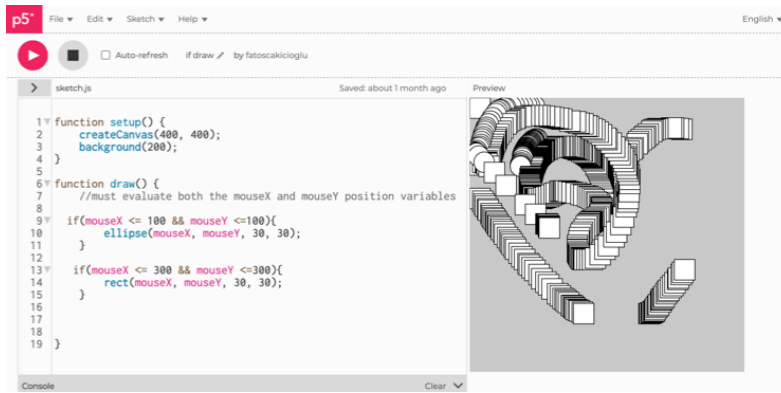 p5* File Edit Sketch Help English
Auto-refresh if draw by fatoscakicioglu
sketch.js Saved: about 1 month ago Preview
1 function setup() {
2 createCanvas(400, 400);
3 background(200);
4 }
5
6 function draw() {
7 //must evaluate both the mouseX and mouseY position variables
8
9 if(mouseX <= 100 && mouseY <=100){
10 ellipse(mouseX, mouseY, 30, 30);
11 }
12
13 if(mouseX <= 300 && mouseY <=300){
14 rect(mouseX, mouseY, 30, 30);
15 }
16
17
18
19 }
Console Clear